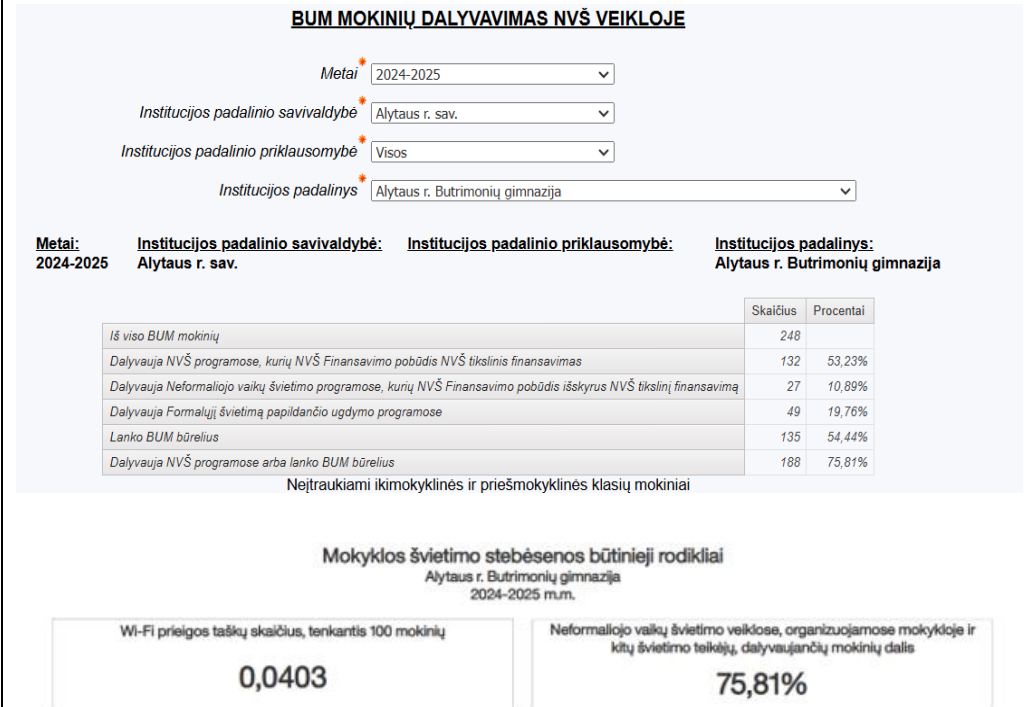 BUM MOKINIŲ DALYVAVIMAS NVŠ VEIKLOJE
Metai * 2024-2025
Institucijos padalinio savivaldybė * Alytaus r. sav.
Institucijos padalinio priklausomybė * Visos
Institucijos padalinys * Alytaus r. Butrimonių gimnazija
Metai: Institucijos padalinio savivaldybė: Institucijos padalinio priklausomybė: Institucijos padalinys:
2024-2025 Alytaus r. sav. Alytaus r. Butrimonių gimnazija
Skaičius Procentai
Iš viso BUM mokinių 248
Dalyvauja NVŠ programose, kurių NVŠ Finansavimo pobūdis NVŠ tikslinis finansavimas 132 53,23%
Dalyvauja Neformaliojo vaikų švietimo programose, kurių NVŠ Finansavimo pobūdis išskyrus NVŠ tikslinį finansavimą 27 10,89%
Dalyvauja Formalųjį švietimą papildančio ugdymo programose 49 19,76%
Lanko BUM būrelius 135 54,44%
Dalyvauja NVŠ programose arba lanko BUM būrelius 188 75,81%
Neįtraukiami ikimokyklinės ir priešmokyklinės klasių mokiniai
Mokyklos švietimo stebėsenos būtinieji rodikliai
Alytaus r. Butrimonių gimnazija
2024-2025 m.m.
Wi-Fi prieigos taškų skaičius, tenkantis 100 mokinių
0,0403
Neformaliojo vaikų švietimo veiklose, organizuojamose mokykloje ir
kitų švietimo teikėjų, dalyvaujančių mokinių dalis
75,81%